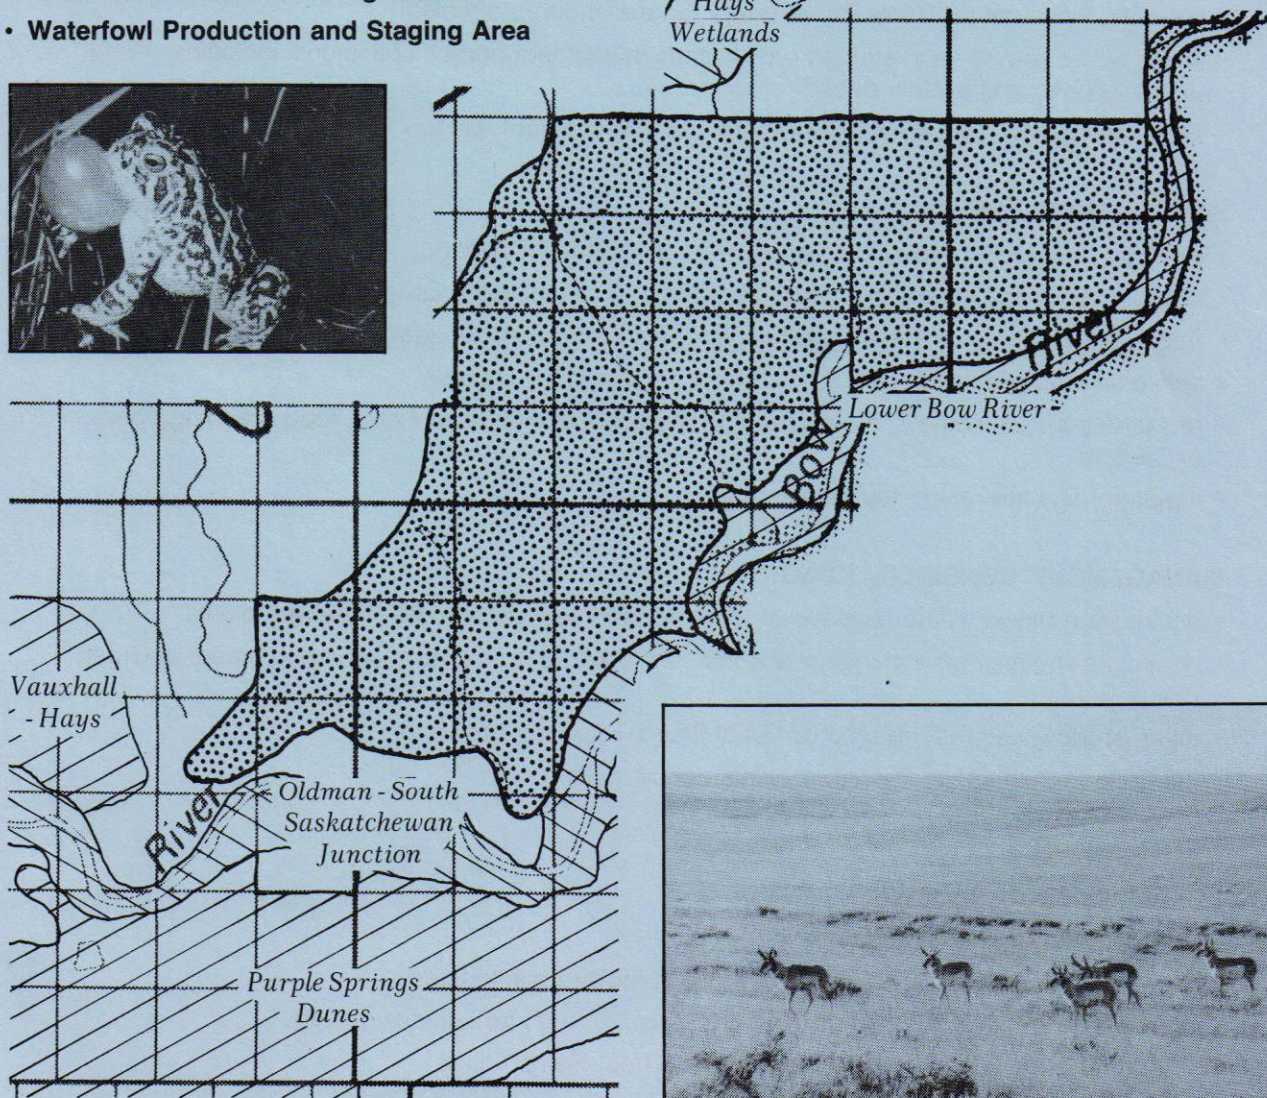 • Waterfowl Production and Staging Area
Hays
Wetlands
River
Lower Bow River
Bow
Vauxhall
- Hays
River
Oldman - South
Saskatchewan
Junction
Purple Springs
Dunes